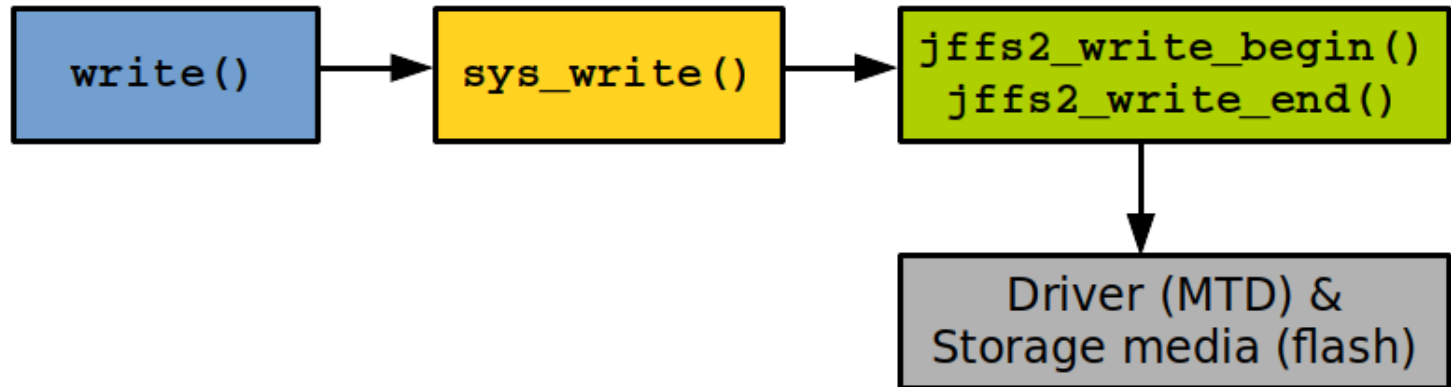 write()
sys_write()
jffs2_write_begin()
jffs2_write_end()
Driver (MTD) &
Storage media (flash)